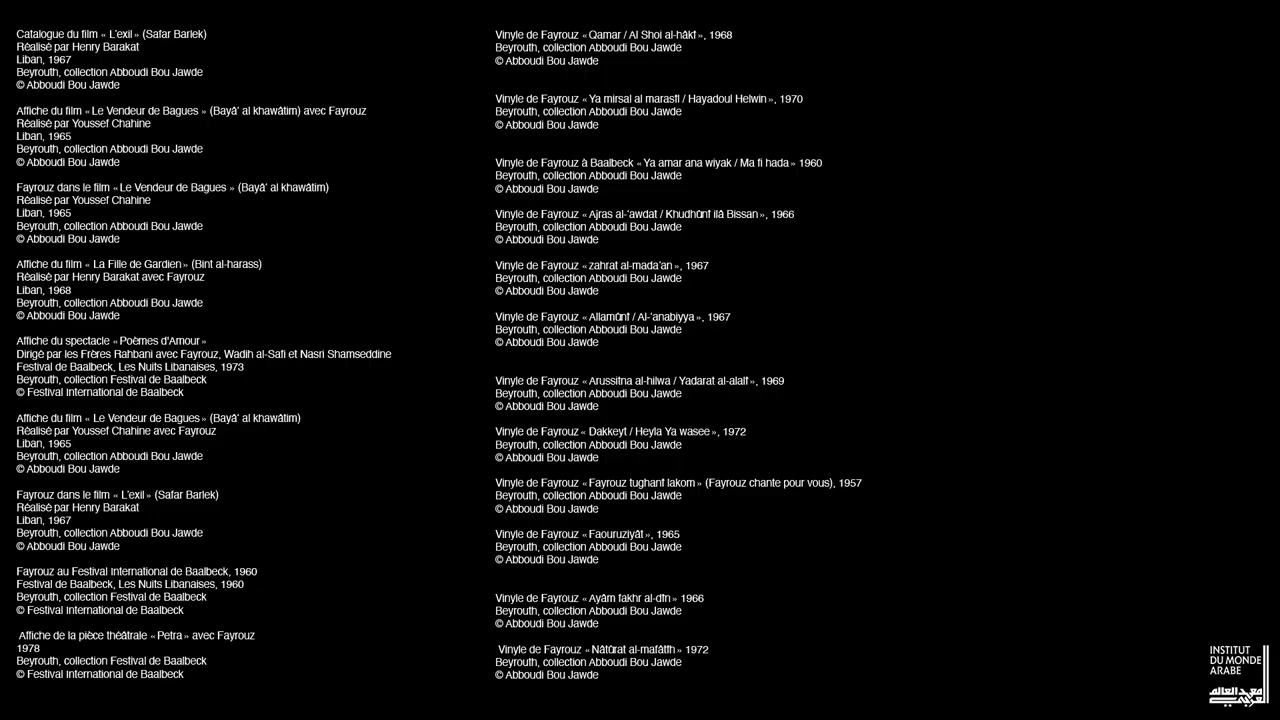 Catalogue du film « L'exil » (Safar Barlek)
Réalisé par Henry Barakat
Liban, 1967
Beyrouth, collection Abboudi Bou Jawde
© Abboudi Bou Jawde
Affiche du film « Le Vendeur de Bagues » (Bayâ' al khawâtim) avec Fayrouz
Réalisé par Youssef Chahine
Liban, 1965
Beyrouth, collection Abboudi Bou Jawde
© Abboudi Bou Jawde
Fayrouz dans le film « Le Vendeur de Bagues » (Bayâ' al khawâtim)
Réalisé par Youssef Chahine
Liban, 1965
Beyrouth, collection Abboudi Bou Jawde
© Abboudi Bou Jawde
Affiche du film « La Fille de Gardien » (Bint al-harass)
Réalisé par Henry Barakat avec Fayrouz
Liban, 1968
Beyrouth, collection Abboudi Bou Jawde
© Abboudi Bou Jawde
Affiche du spectacle « Poèmes d'Amour »
Dirigé par les Frères Rahbani avec Fayrouz, Wadih al-Safi et Nasri Shamseddine
Festival de Baalbeck, Les Nuits Libanaises, 1973
Beyrouth, collection Festival de Baalbeck
© Festival International de Baalbeck
Affiche du film « Le Vendeur de Bagues » (Bayâ' al khawâtim)
Réalisé par Youssef Chahine avec Fayrouz
Liban, 1965
Beyrouth, collection Abboudi Bou Jawde
© Abboudi Bou Jawde
Fayrouz dans le film « L'exil » (Safar Barlek)
Réalisé par Henry Barakat
Liban, 1967
Beyrouth, collection Abboudi Bou Jawde
© Abboudi Bou Jawde
Fayrouz au Festival International de Baalbeck, 1960
Festival de Baalbeck, Les Nuits Libanaises, 1960
Beyrouth, collection Festival de Baalbeck
© Festival International de Baalbeck
Affiche de la pièce théâtrale « Petra » avec Fayrouz
1978
Beyrouth, collection Festival de Baalbeck
© Festival International de Baalbeck
Vinyle de Fayrouz « Qamar / Al Shoi al-hâkî », 1968
Beyrouth, collection Abboudi Bou Jawde
© Abboudi Bou Jawde
Vinyle de Fayrouz « Ya mirsal al marasîl / Hayadoul Helwin », 1970
Beyrouth, collection Abboudi Bou Jawde
© Abboudi Bou Jawde
Vinyle de Fayrouz à Baalbeck « Ya amar ana wiyak / Ma fi hada » 1960
Beyrouth, collection Abboudi Bou Jawde
© Abboudi Bou Jawde
Vinyle de Fayrouz « Ajras al-'awdat / Khudhûnî ilâ Bissan », 1966
Beyrouth, collection Abboudi Bou Jawde
© Abboudi Bou Jawde
Vinyle de Fayrouz « zahrat al-mada'an », 1967
Beyrouth, collection Abboudi Bou Jawde
© Abboudi Bou Jawde
Vinyle de Fayrouz « Allamûnî / Al-'anabiyya », 1967
Beyrouth, collection Abboudi Bou Jawde
© Abboudi Bou Jawde
Vinyle de Fayrouz « Arussitna al-hilwa / Yadarat al-alalî », 1969
Beyrouth, collection Abboudi Bou Jawde
© Abboudi Bou Jawde
Vinyle de Fayrouz « Dakkeyt / Heyla Ya wasee », 1972
Beyrouth, collection Abboudi Bou Jawde
© Abboudi Bou Jawde
Vinyle de Fayrouz « Fayrouz tughanî lakom » (Fayrouz chante pour vous), 1957
Beyrouth, collection Abboudi Bou Jawde
© Abboudi Bou Jawde
Vinyle de Fayrouz « Faouruziyât », 1965
Beyrouth, collection Abboudi Bou Jawde
© Abboudi Bou Jawde
Vinyle de Fayrouz « Ayâm fakhr al-dîn » 1966
Beyrouth, collection Abboudi Bou Jawde
© Abboudi Bou Jawde
Vinyle de Fayrouz « Nâtûrat al-mafâtîh » 1972
Beyrouth, collection Abboudi Bou Jawde
© Abboudi Bou Jawde
INSTITUT
DU MONDE
ARABE
معهد العالم
العربي